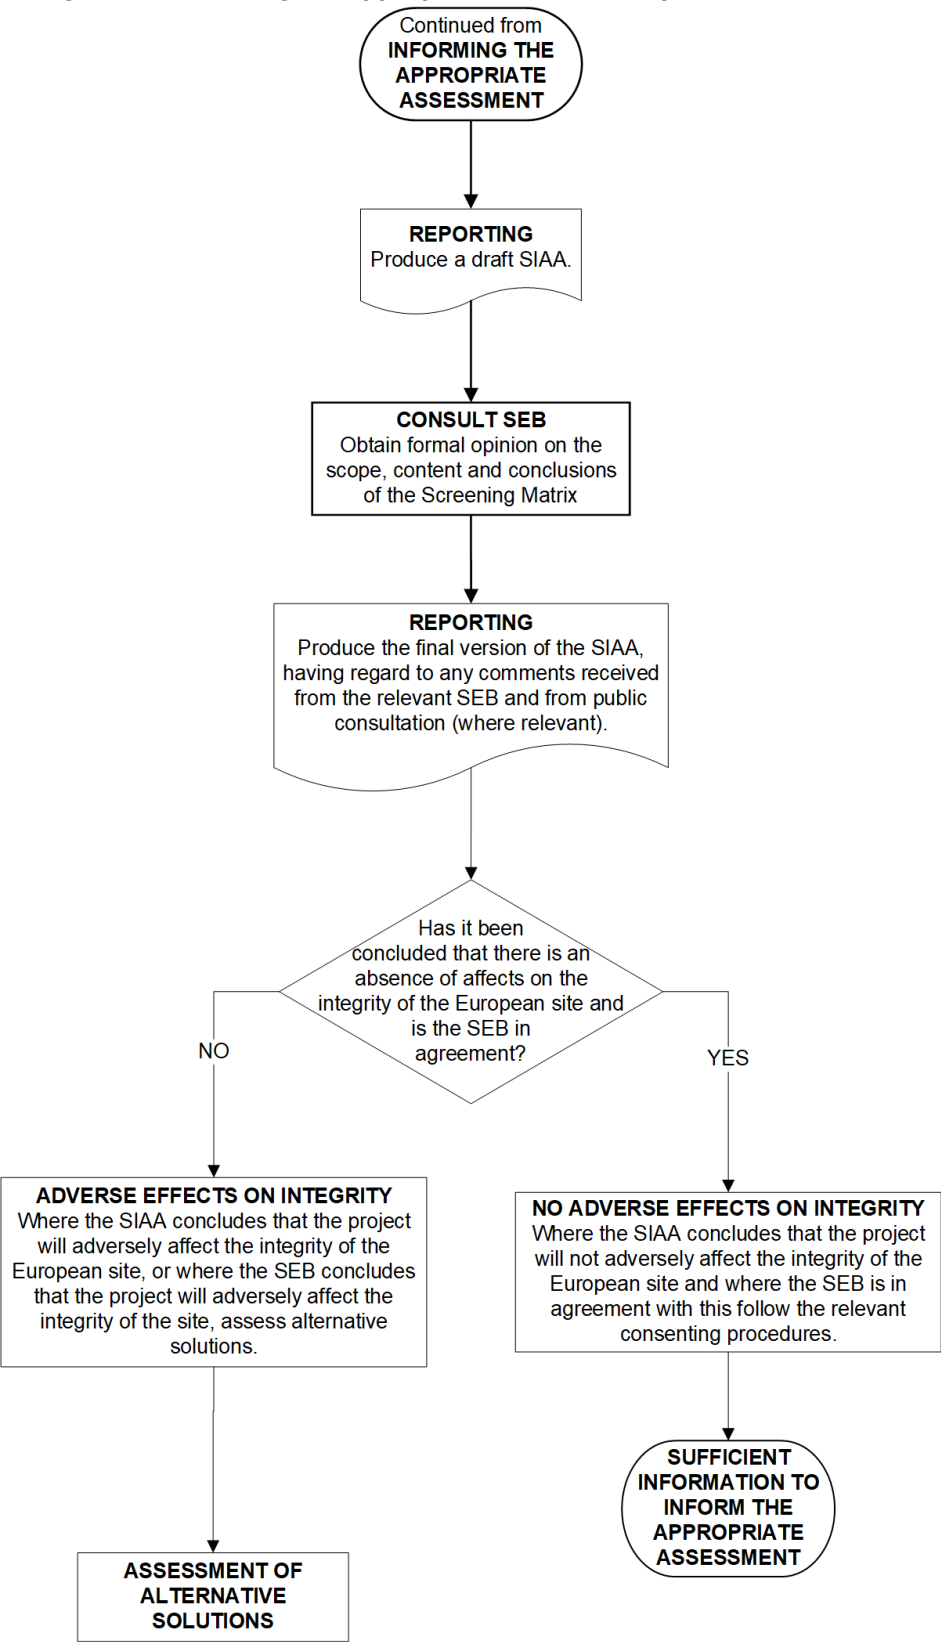 Continued from
INFORMING THE
APPROPRIATE
ASSESSMENT
REPORTING
Produce a draft SIAA.
CONSULT SEB
Obtain formal opinion on the
scope, content and conclusions
of the Screening Matrix
REPORTING
Produce the final version of the SIAA,
having regard to any comments received
from the relevant SEB and from public
consultation (where relevant).
Has it been
concluded that there is an
absence of affects on the
integrity of the European site and
is the SEB in
agreement?
NO
YES
ADVERSE EFFECTS ON INTEGRITY
Where the SIAA concludes that the project
will adversely affect the integrity of the
European site, or where the SEB concludes
that the project will adversely affect the
integrity of the site, assess alternative
solutions.
NO ADVERSE EFFECTS ON INTEGRITY
Where the SIAA concludes that the project
will not adversely affect the integrity of the
European site and where the SEB is in
agreement with this follow the relevant
consenting procedures.
SUFFICIENT
INFORMATION TO
INFORM THE
APPROPRIATE
ASSESSMENT
ASSESSMENT OF
ALTERNATIVE
SOLUTIONS